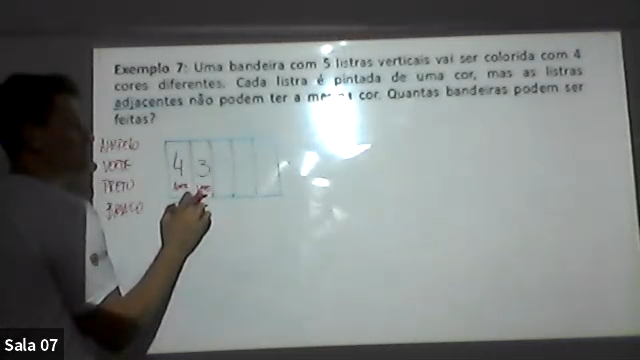 Exemplo 7: Uma bandeira com 5 listras verticais vai ser colorida com 4
cores diferentes. Cada listra é pintada de uma cor, mas as listras
adjacentes não podem ter a mesma cor. Quantas bandeiras podem ser
feitas?
AMARELO
VERDE
PRETO
BRANCO
4 3
Sala 07